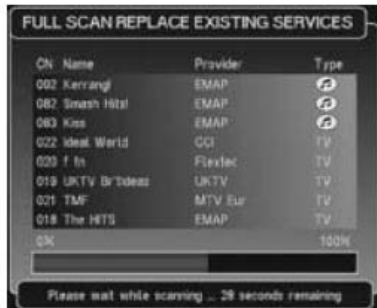 FULL SCAN REPLACE EXISTING SERVICES
CN Name Provider Type
002 Kerrang! EMAP
082 Smash Hits! EMAP
083 Kiss EMAP
022 Ideal World CCI TV
020 f tn Flextec TV
019 UKTV Br'tideas UKTV TV
021 TMF MTV Eur TV
018 The HITS EMAP TV
0% 100%
Please wait while scanning ... 28 seconds remaining